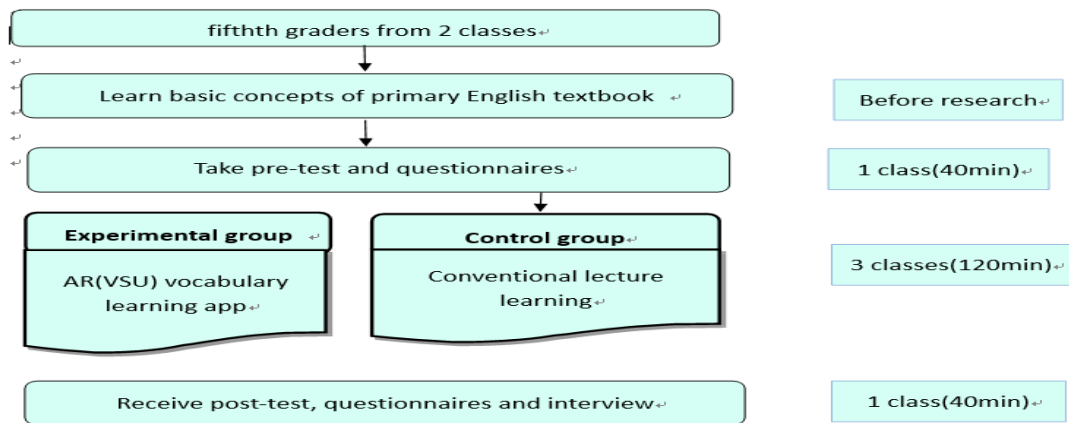 fifthth graders from 2 classes
Learn basic concepts of primary English textbook
Before research
Take pre-test and questionnaires
1 class(40min)
Experimental group
Control group
AR(VSU) vocabulary
learning app
Conventional lecture
learning
3 classes(120min)
Receive post-test, questionnaires and interview
1 class(40min)